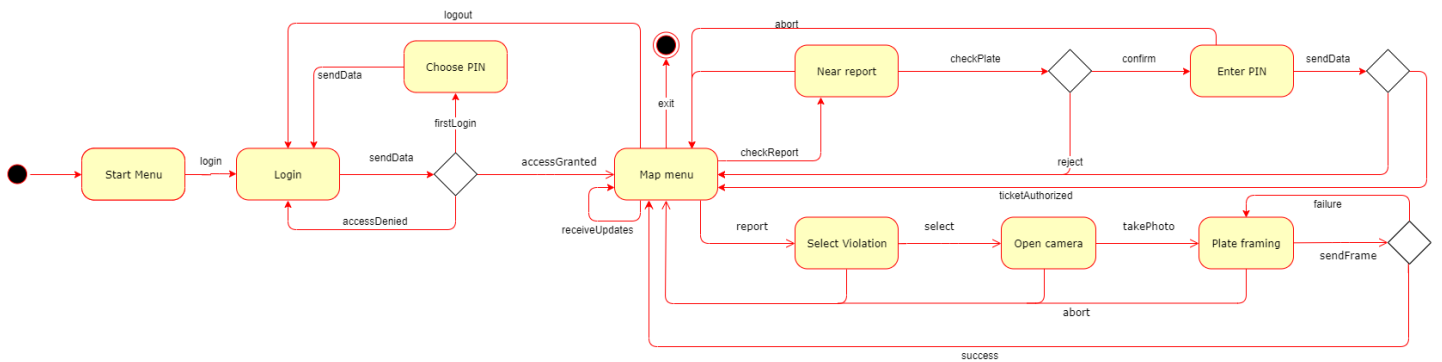 logout
abort
Choose PIN
sendData
firstLogin
exit
Near report
checkPlate
confirm
Enter PIN
sendData
login
Start Menu
Login
sendData
accessGranted
accessDenied
Map menu
checkReport
reject
receiveUpdates
ticketAuthorized
report
Select Violation
select
Open camera
takePhoto
Plate framing
failure
sendFrame
abort
success